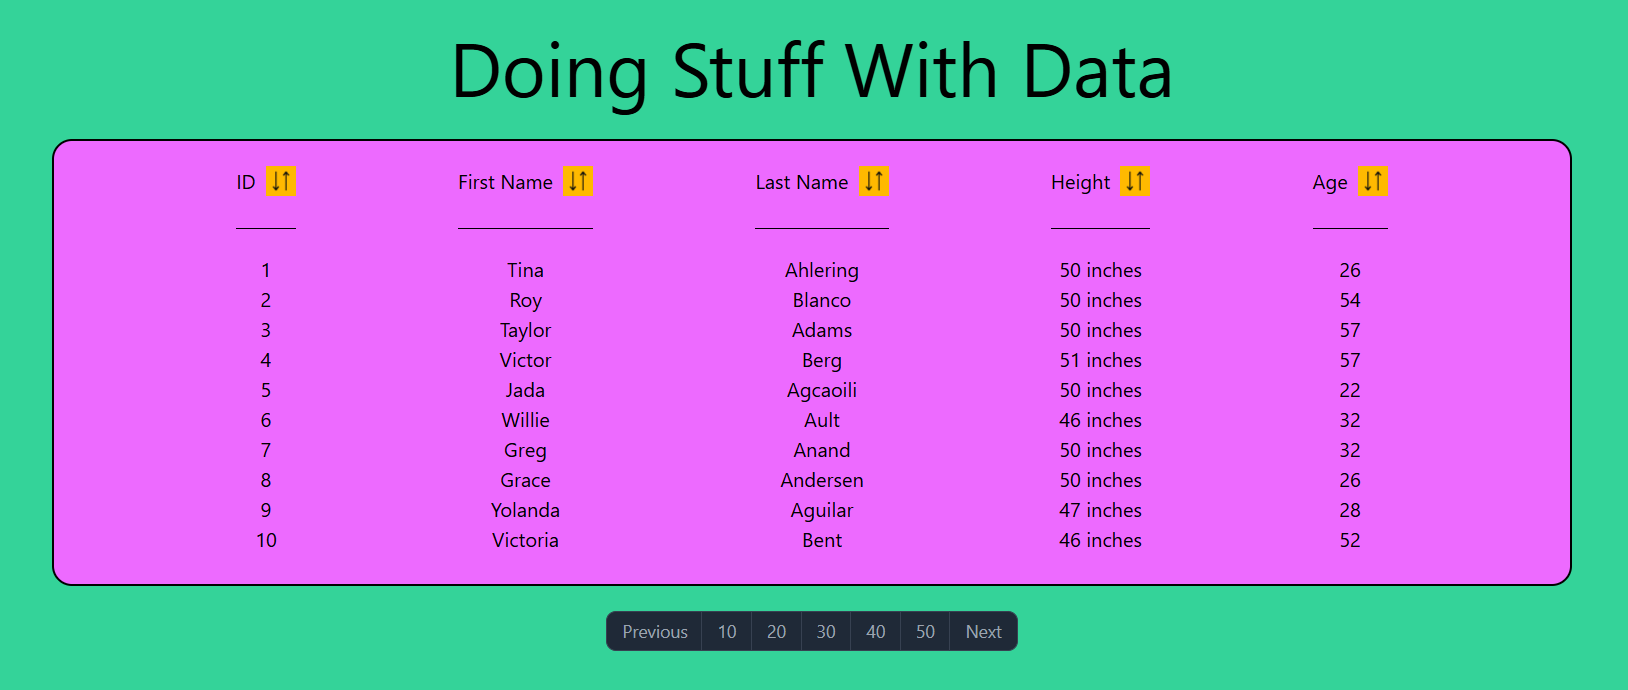 Doing Stuff With Data
ID First Name Last Name Height Age
1 Tina Ahlering 50 inches 26
2 Roy Blanco 50 inches 54
3 Taylor Adams 50 inches 57
4 Victor Berg 51 inches 57
5 Jada Agcaoili 50 inches 22
6 Willie Ault 46 inches 32
7 Greg Anand 50 inches 32
8 Grace Andersen 50 inches 26
9 Yolanda Aguilar 47 inches 28
10 Victoria Bent 46 inches 52
Previous 10 20 30 40 50 Next